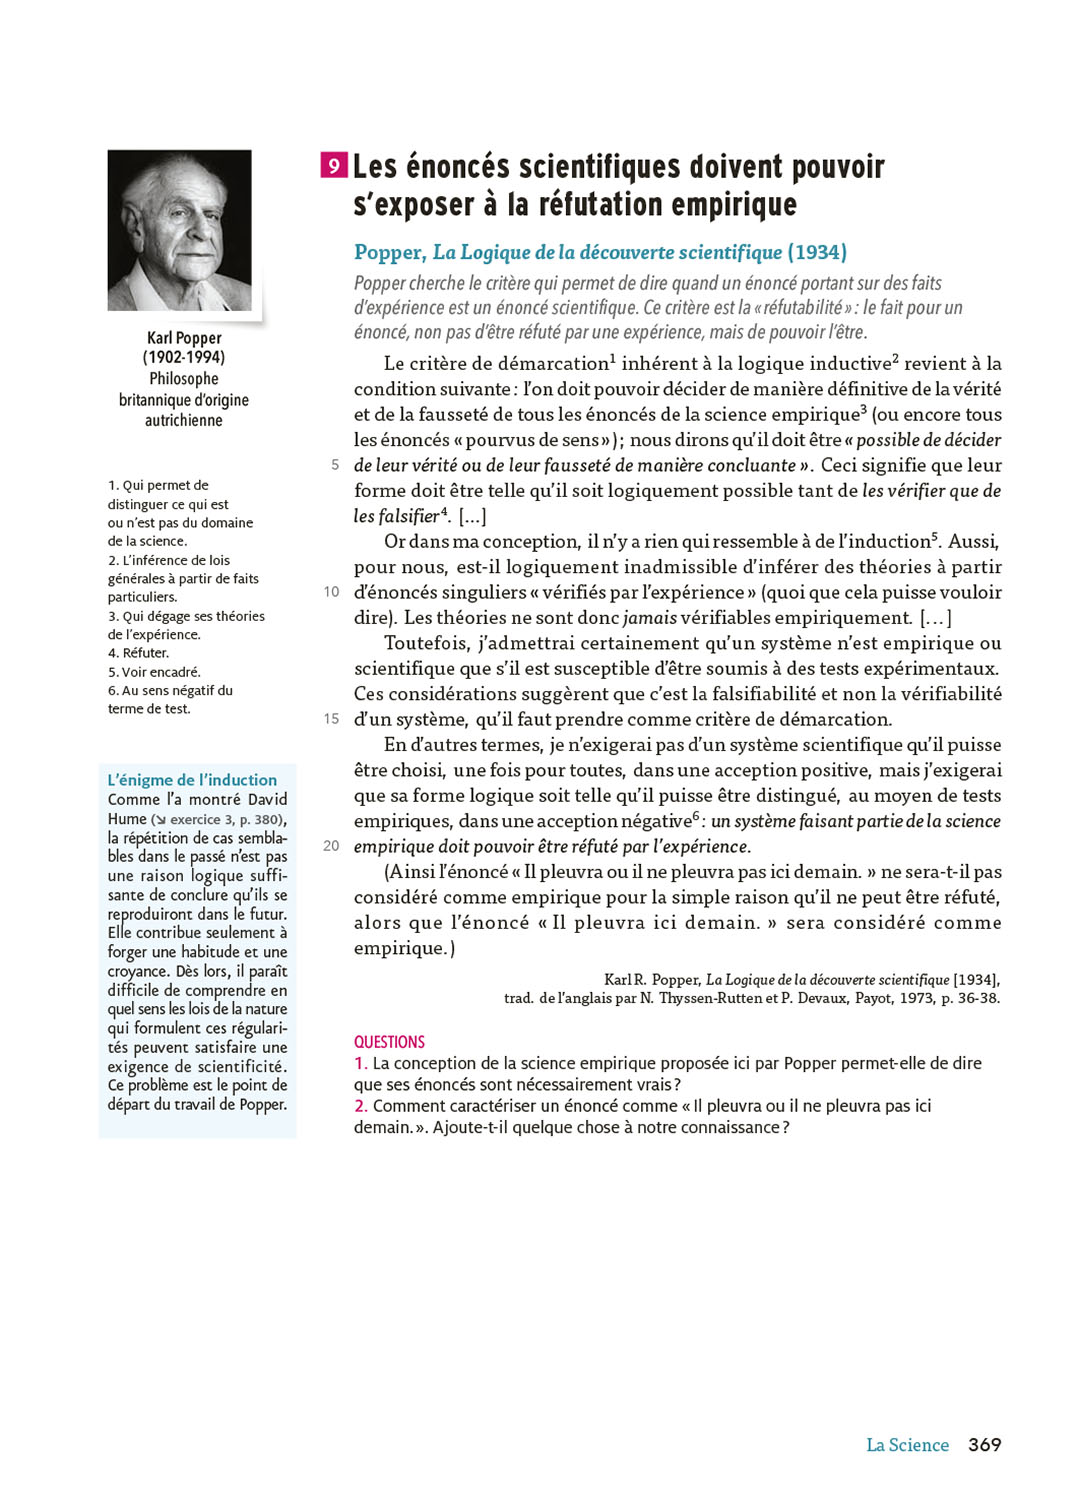 9 Les énoncés scientifiques doivent pouvoir
s'exposer à la réfutation empirique
Popper, La Logique de la découverte scientifique (1934)
Popper cherche le critère qui permet de dire quand un énoncé portant sur des faits
d'expérience est un énoncé scientifique. Ce critère est la « réfutabilité » : le fait pour un
énoncé, non pas d'être réfuté par une expérience, mais de pouvoir l'être.
Le critère de démarcation¹ inhérent à la logique inductive² revient à la
condition suivante : l'on doit pouvoir décider de manière définitive de la vérité
et de la fausseté de tous les énoncés de la science empirique³ (ou encore tous
les énoncés « pourvus de sens ») ; nous dirons qu'il doit être « possible de décider
5 de leur vérité ou de leur fausseté de manière concluante ». Ceci signifie que leur
forme doit être telle qu'il soit logiquement possible tant de les vérifier que de
les falsifier⁴. [...]
Or dans ma conception, il n'y a rien qui ressemble à de l'induction⁵. Aussi,
pour nous, est-il logiquement inadmissible d'inférer des théories à partir
10 d'énoncés singuliers « vérifiés par l'expérience » (quoi que cela puisse vouloir
dire). Les théories ne sont donc jamais vérifiables empiriquement. [...]
Toutefois, j'admettrai certainement qu'un système n'est empirique ou
scientifique que s'il est susceptible d'être soumis à des tests expérimentaux.
Ces considérations suggèrent que c'est la falsifiabilité et non la vérifiabilité
15 d'un système, qu'il faut prendre comme critère de démarcation.
En d'autres termes, je n'exigerai pas d'un système scientifique qu'il puisse
être choisi, une fois pour toutes, dans une acception positive, mais j'exigerai
que sa forme logique soit telle qu'il puisse être distingué, au moyen de tests
empiriques, dans une acception négative⁶ : un système faisant partie de la science
20 empirique doit pouvoir être réfuté par l'expérience.
(Ainsi l'énoncé « Il pleuvra ou il ne pleuvra pas ici demain. » ne sera-t-il pas
considéré comme empirique pour la simple raison qu'il ne peut être réfuté,
alors que l'énoncé « Il pleuvra ici demain. » sera considéré comme
empirique.)
Karl R. Popper, La Logique de la découverte scientifique [1934],
trad. de l'anglais par N. Thyssen-Rutten et P. Devaux, Payot, 1973, p. 36-38.
QUESTIONS
1. La conception de la science empirique proposée ici par Popper permet-elle de dire
que ses énoncés sont nécessairement vrais ?
2. Comment caractériser un énoncé comme « Il pleuvra ou il ne pleuvra pas ici
demain. ». Ajoute-t-il quelque chose à notre connaissance ?
Karl Popper
(1902-1994)
Philosophe
britannique d'origine
autrichienne
1. Qui permet de
distinguer ce qui est
ou n'est pas du domaine
de la science.
2. L'inférence de lois
générales à partir de faits
particuliers.
3. Qui dégage ses théories
de l'expérience.
4. Réfuter.
5. Voir encadré.
6. Au sens négatif du
terme de test.
L'énigme de l'induction
Comme l'a montré David
Hume (↘ exercice 3, p. 380),
la répétition de cas sembla-
bles dans le passé n'est pas
une raison logique suffi-
sante de conclure qu'ils se
reproduiront dans le futur.
Elle contribue seulement à
forger une habitude et une
croyance. Dès lors, il paraît
difficile de comprendre en
quel sens les lois de la nature
qui formulent ces régulari-
tés peuvent satisfaire une
exigence de scientificité.
Ce problème est le point de
départ du travail de Popper.
La Science 369